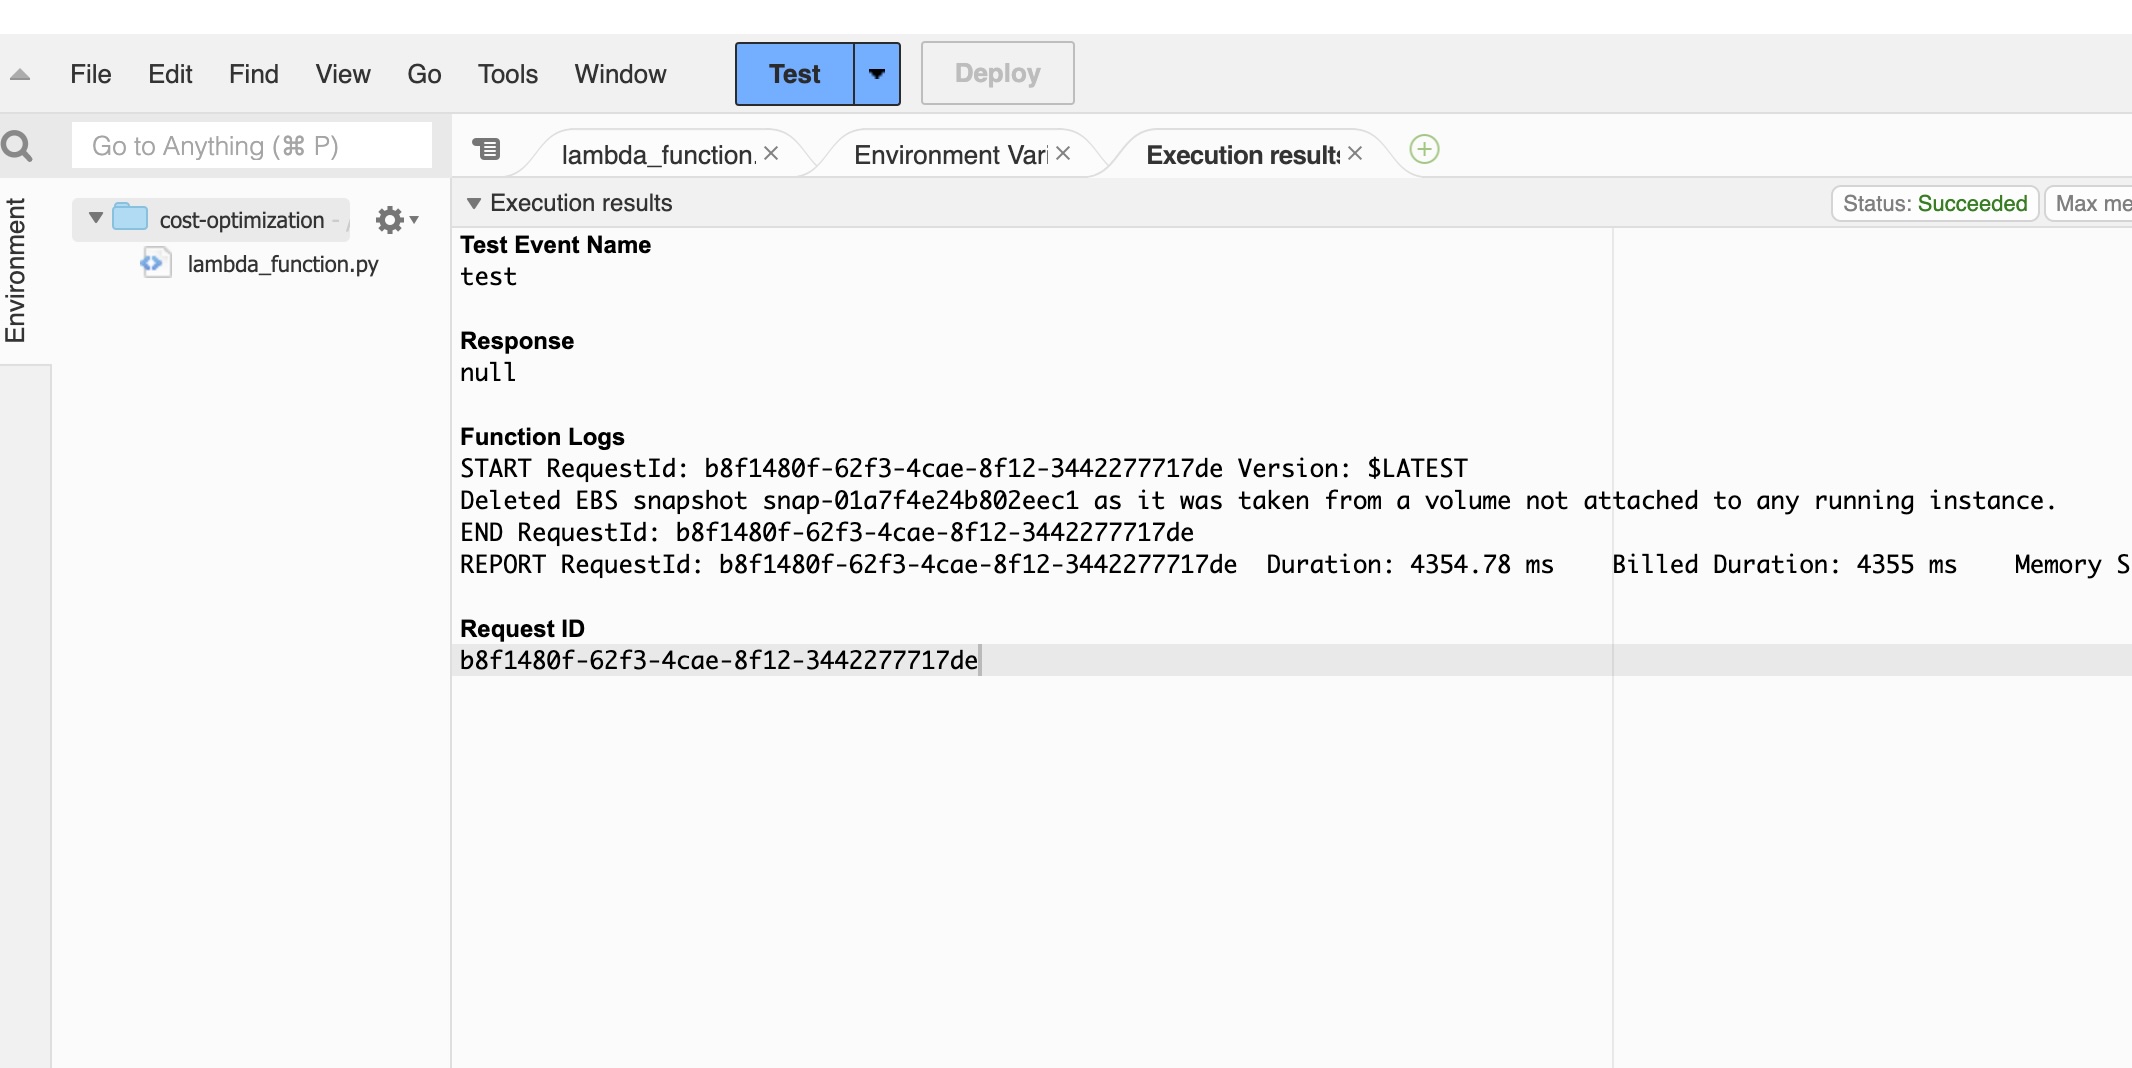 File Edit Find View Go Tools Window Test Deploy
Go to Anything (⌘ P)
lambda_function. Environment Vari Execution results
Environment
cost-optimization - /
lambda_function.py
Execution results
Status: Succeeded
Max me
Test Event Name
test
Response
null
Function Logs
START RequestId: b8f1480f-62f3-4cae-8f12-3442277717de Version: $LATEST
Deleted EBS snapshot snap-01a7f4e24b802eec1 as it was taken from a volume not attached to any running instance.
END RequestId: b8f1480f-62f3-4cae-8f12-3442277717de
REPORT RequestId: b8f1480f-62f3-4cae-8f12-3442277717de Duration: 4354.78 ms Billed Duration: 4355 ms Memory S
Request ID
b8f1480f-62f3-4cae-8f12-3442277717de